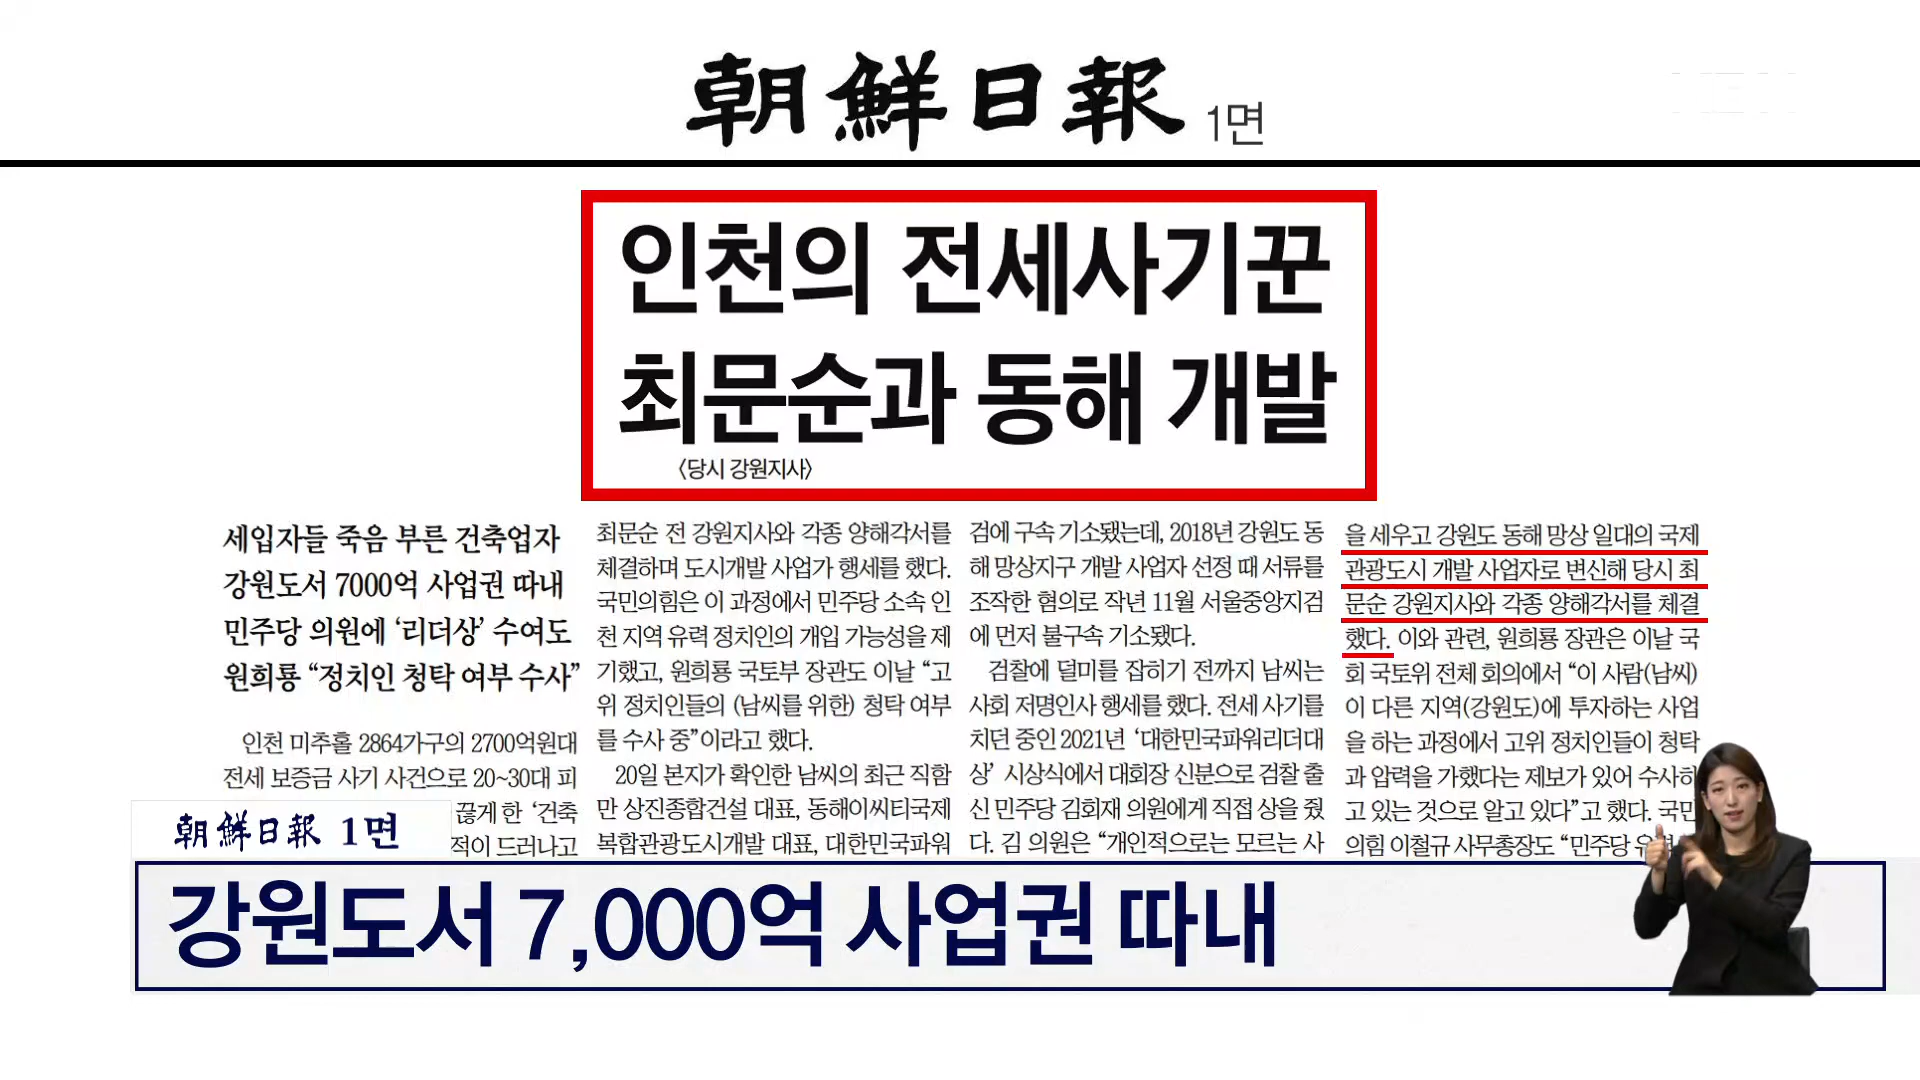 朝鮮日報 1면
인천의 전세사기꾼
최문순과 동해 개발
〈당시 강원지사〉
세입자들 죽음 부른 건축업자
강원도서 7000억 사업권 따내
민주당 의원에 ‘리더상’ 수여도
원희룡 “정치인 청탁 여부 수사”
인천 미추홀 2864가구의 2700억원대
전세 보증금 사기 사건으로 20~30대 피
끊게 한 ‘건축
적이 드러나고
최문순 전 강원지사와 각종 양해각서를
체결하며 도시개발 사업가 행세를 했다.
국민의힘은 이 과정에서 민주당 소속 인
천 지역 유력 정치인의 개입 가능성을 제
기했고, 원희룡 국토부 장관도 이날 “고
위 정치인들의 (남씨를 위한) 청탁 여부
를 수사 중”이라고 했다.
20일 본지가 확인한 남씨의 최근 직함
만 상진종합건설 대표, 동해이씨티국제
복합관광도시개발 대표, 대한민국파워
검에 구속 기소됐는데, 2018년 강원도 동
해 망상지구 개발 사업자 선정 때 서류를
조작한 혐의로 작년 11월 서울중앙지검
에 먼저 불구속 기소됐다.
검찰에 덜미를 잡히기 전까지 남씨는
사회 저명인사 행세를 했다. 전세 사기를
치던 중인 2021년 ‘대한민국파워리더대
상’ 시상식에서 대회장 신분으로 검찰 출
신 민주당 김회재 의원에게 직접 상을 줬
다. 김 의원은 “개인적으로는 모르는 사
을 세우고 강원도 동해 망상 일대의 국제
관광도시 개발 사업자로 변신해 당시 최
문순 강원지사와 각종 양해각서를 체결
했다. 이와 관련, 원희룡 장관은 이날 국
회 국토위 전체 회의에서 “이 사람(남씨)
이 다른 지역(강원도)에 투자하는 사업
을 하는 과정에서 고위 정치인들이 청탁
과 압력을 가했다는 제보가 있어 수사하
고 있는 것으로 알고 있다”고 했다. 국민
의힘 이철규 사무총장도 “민주당
朝鮮日報 1면
강원도서 7,000억 사업권 따내